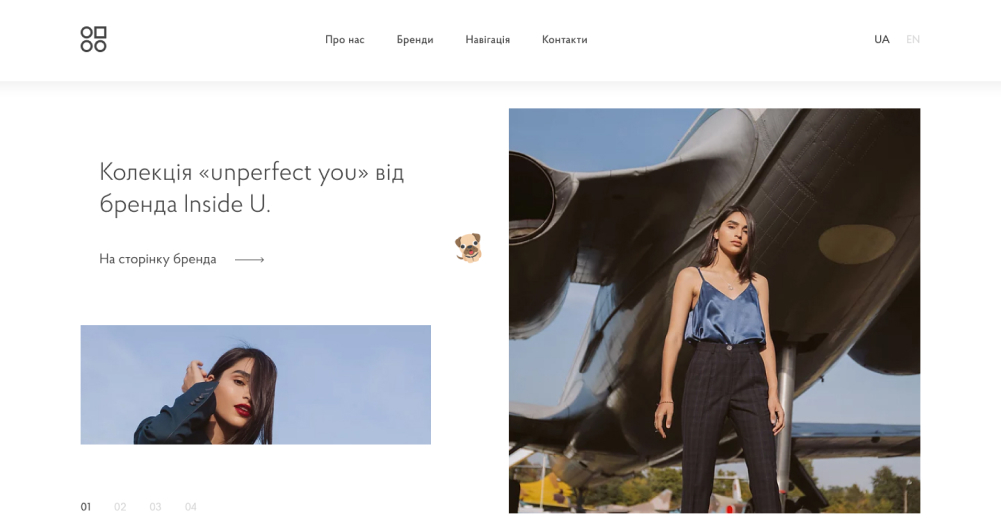 Про нас
Бренди
Навігація
Контакти
UA
EN
Колекція «unperfect you» від
бренда Inside U.
На сторінку бренда
01
02
03
04